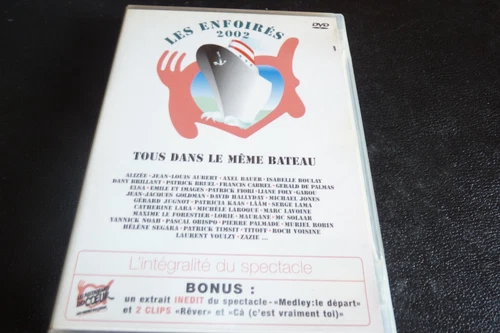 LES ENFOIRÉS
2002
DVD
TOUS DANS LE MÊME BATEAU
ALIZÉE · JEAN-LOUIS AUBERT · AXEL BAUER · ISABELLE BOULAY
DANY BRILLANT · PATRICK BRUEL · FRANCIS CABREL · GERALD DE PALMAS
ELSA · EMILE ET IMAGES · PATRICK FIORI · LIANE FOLY · GAROU
JEAN-JACQUES GOLDMAN · DAVID HALLYDAY · MICHAEL JONES
GÉRARD JUGNOT · PATRICIA KAAS · LÂÂM · SERGE LAMA
CATHERINE LARA · MICHÈLE LAROQUE · MARC LAVOINE
MAXIME LE FORESTIER · LORIE · MAURANE · MC SOLAAR
YANNICK NOAH · PASCAL OBISPO · PIERRE PALMADE · MURIEL ROBIN
HÉLÈNE SEGARA · PATRICK TIMSIT · TITOFF · ROCH VOISINE
LAURENT VOULZY · ZAZIE ...
L'intégralité du spectacle
BONUS :
un extrait INEDIT du spectacle - «Medley:le départ»
et 2 CLIPS «Rêver» et «Câ (c'est vraiment toi)»